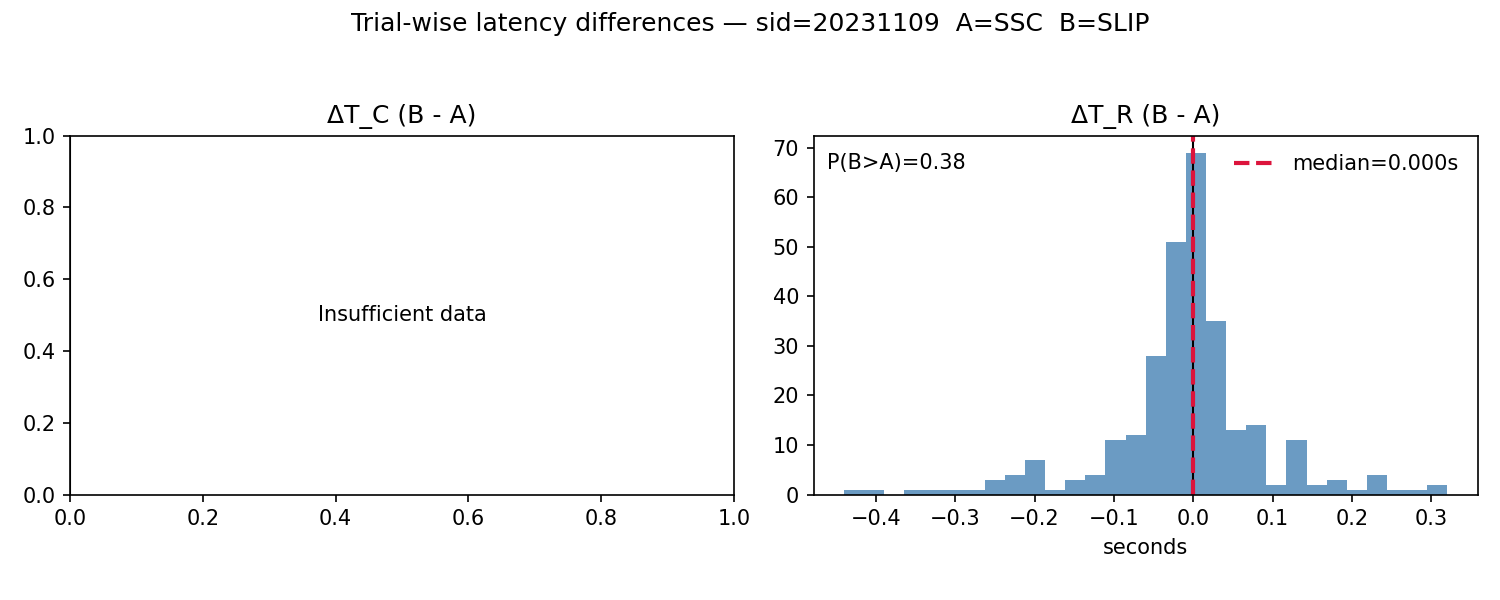 Trial-wise latency differences — sid=20231109  A=SSC  B=SLIP
ΔT_C (B - A)
1.0
0.8
0.6
0.4
0.2
0.0
Insufficient data
0.0 0.2 0.4 0.6 0.8 1.0
ΔT_R (B - A)
70
60
50
40
30
20
10
0
P(B>A)=0.38
median=0.000s
−0.4 −0.3 −0.2 −0.1 0.0 0.1 0.2 0.3
seconds